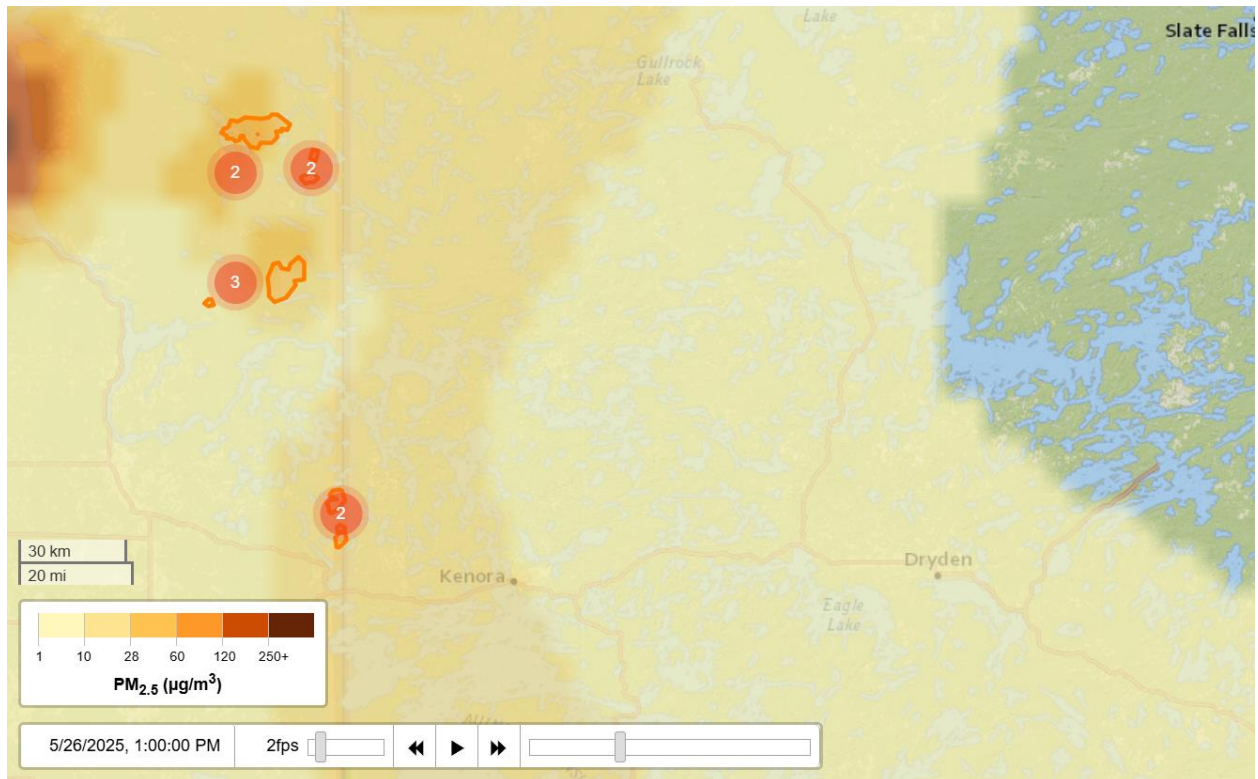 Lake
Slate Falls
Gullrock
Lake
2
2
3
2
30 km
20 mi
Kenora
Dryden
Eagle
Lake
1 10 28 60 120 250+
PM2.5 (µg/m³)
5/26/2025, 1:00:00 PM 2fps